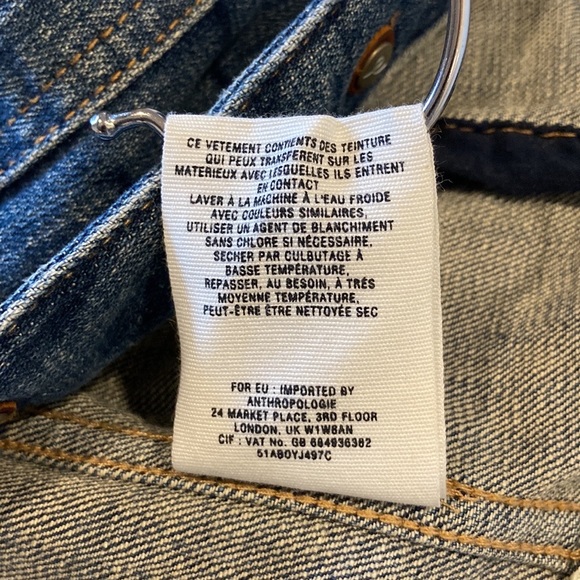 CE VETEMENT CONTIENTS DES TEINTURE
QUI PEUX TRANSFERENT SUR LES
MATERIEUX AVEC LESQUELLES ILS ENTRENT
EN CONTACT
LAVER À LA MACHINE À L'EAU FROIDE
AVEC COULEURS SIMILAIRES,
UTILISER UN AGENT DE BLANCHIMENT
SANS CHLORE SI NÉCESSAIRE,
SECHER PAR CULBUTAGE À
BASSE TEMPÉRATURE,
REPASSER, AU BESOIN, À TRÉS
MOYENNE TEMPÉRATURE,
PEUT-ÊTRE ÊTRE NETTOYÉE SEC
FOR EU : IMPORTED BY
ANTHROPOLOGIE
24 MARKET PLACE, 3RD FLOOR
LONDON, UK W1W8AN
CIF : VAT No. GB 684936382
51AB0YJ497C